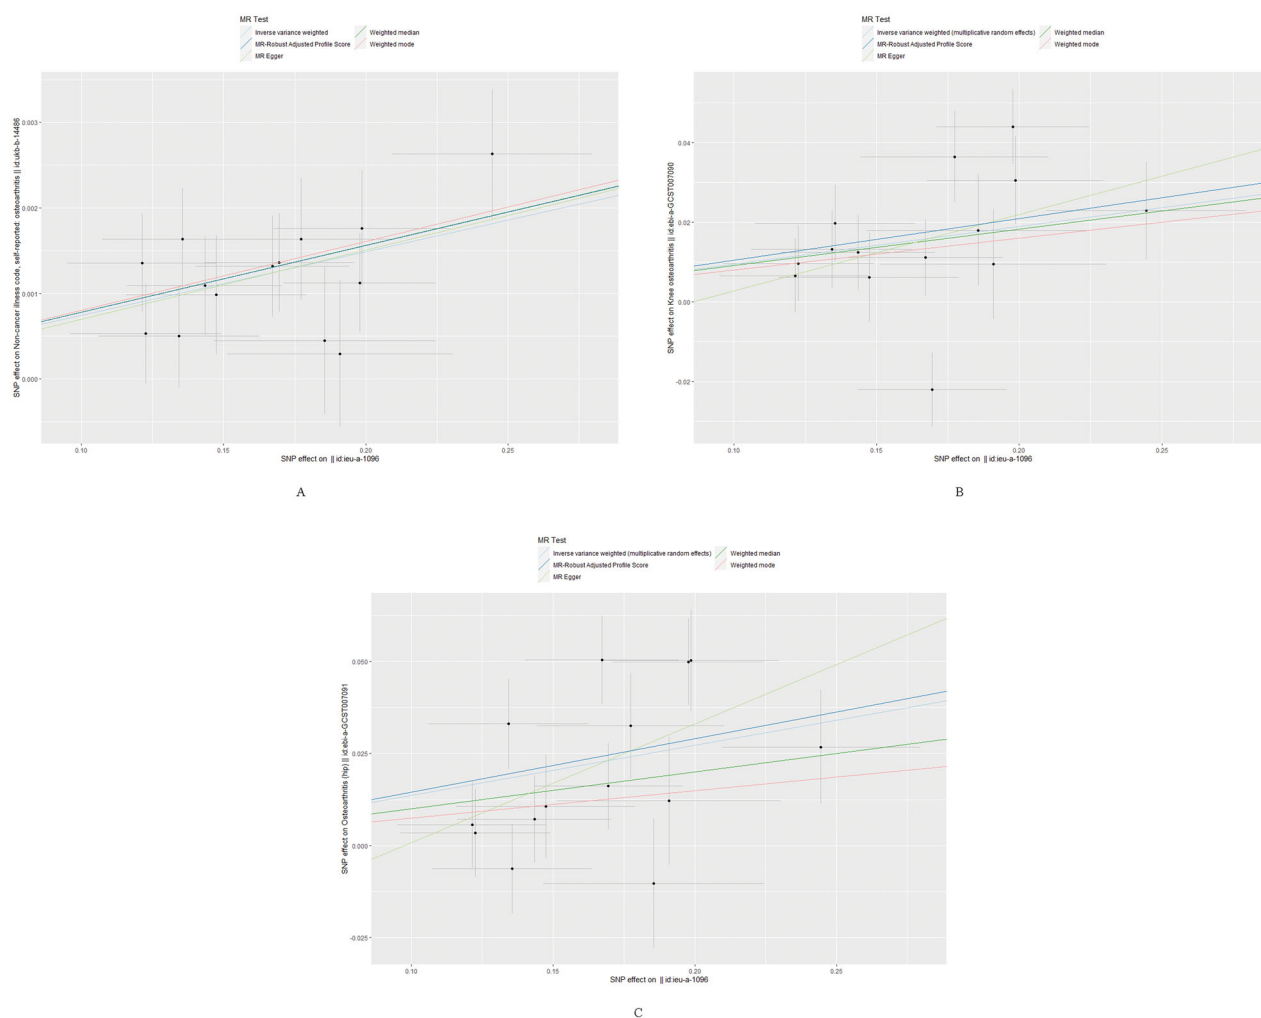 MR Test
Inverse variance weighted
Weighted median
MR-Robust Adjusted Profile Score
Weighted mode
MR Egger
SNP effect on Non-cancer illness code, self-reported: osteoarthritis || id:ukb-b-14486
0.003
0.002
0.001
0.000
0.10
0.15
0.20
0.25
SNP effect on || id:ieu-a-1096
A
MR Test
Inverse variance weighted (multiplicative random effects)
Weighted median
MR-Robust Adjusted Profile Score
Weighted mode
MR Egger
SNP effect on Knee osteoarthritis || id:ebi-a-GCST007090
0.04
0.02
0.00
-0.02
0.10
0.15
0.20
0.25
SNP effect on || id:ieu-a-1096
B
MR Test
Inverse variance weighted (multiplicative random effects)
Weighted median
MR-Robust Adjusted Profile Score
Weighted mode
MR Egger
SNP effect on Osteoarthritis (hip) || id:ebi-a-GCST007091
0.050
0.025
0.000
-0.025
0.10
0.15
0.20
0.25
SNP effect on || id:ieu-a-1096
C